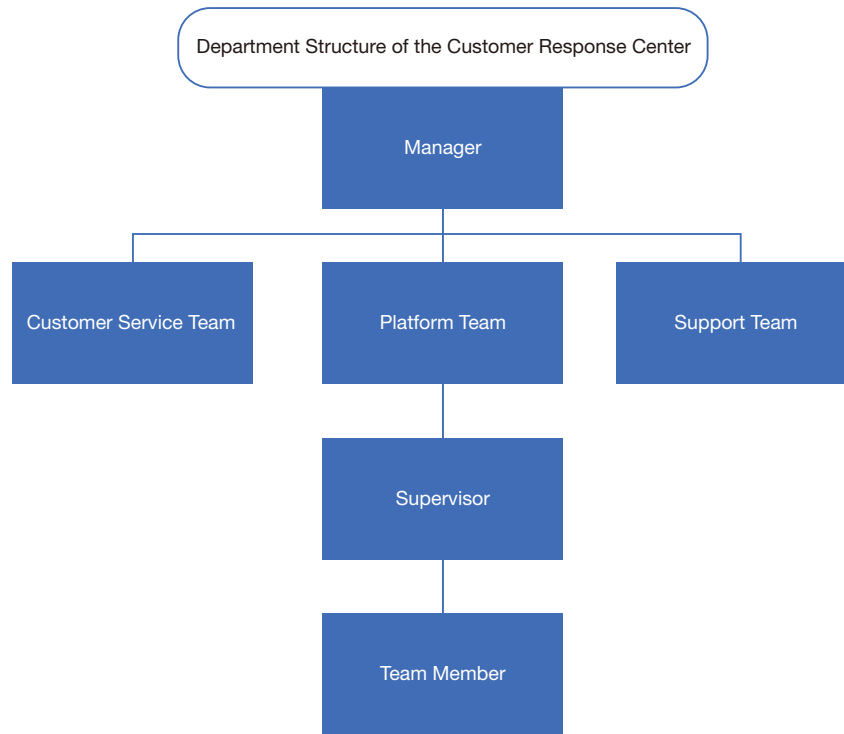 Department Structure of the Customer Response Center
Manager
Customer Service Team
Platform Team
Support Team
Supervisor
Team Member